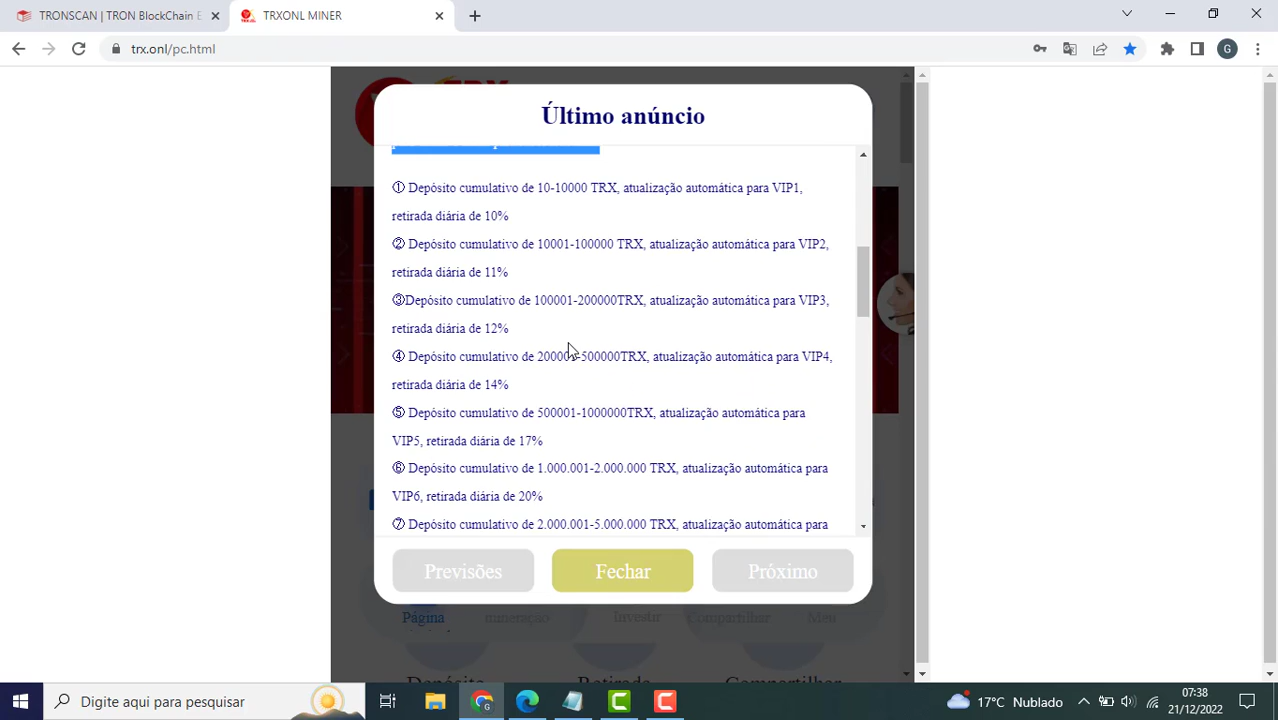 TRONSCAN | TRON BlockChain E
TRXONL MINER
trx.onl/pc.html
G
Último anúncio
① Depósito cumulativo de 10-10000 TRX, atualização automática para VIP1,
retirada diária de 10%
② Depósito cumulativo de 10001-100000 TRX, atualização automática para VIP2,
retirada diária de 11%
③Depósito cumulativo de 100001-200000TRX, atualização automática para VIP3,
retirada diária de 12%
④ Depósito cumulativo de 200001-500000TRX, atualização automática para VIP4,
retirada diária de 14%
⑤ Depósito cumulativo de 500001-1000000TRX, atualização automática para
VIP5, retirada diária de 17%
⑥ Depósito cumulativo de 1.000.001-2.000.000 TRX, atualização automática para
VIP6, retirada diária de 20%
⑦ Depósito cumulativo de 2.000.001-5.000.000 TRX, atualização automática para
Previsões
Fechar
Próximo
Página
mineração
Investir
Compartilhar
Meu
Depósito
Retirada
Compartilhar
Digite aqui para pesquisar
17°C Nublado
07:38
21/12/2022